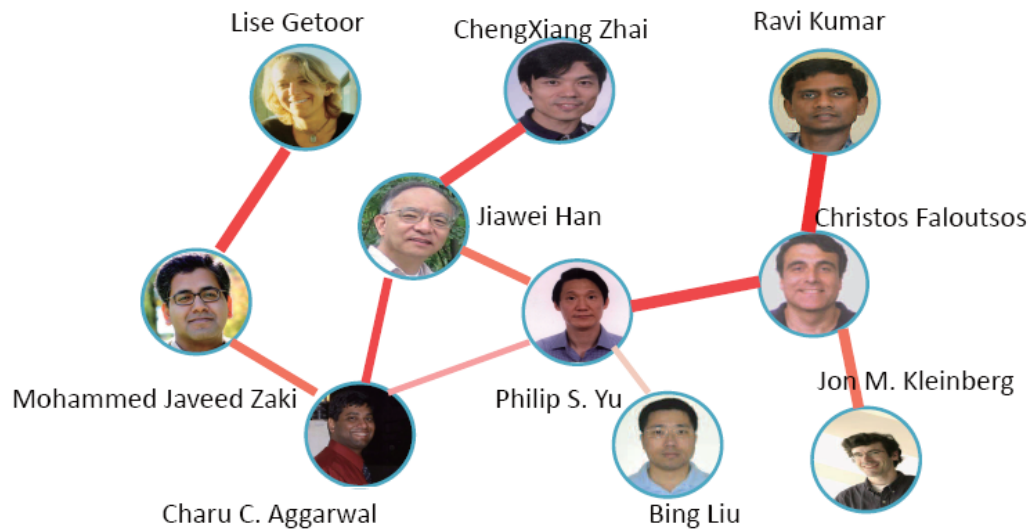 Lise Getoor
ChengXiang Zhai
Ravi Kumar
Jiawei Han
Christos Faloutsos
Mohammed Javeed Zaki
Philip S. Yu
Jon M. Kleinberg
Charu C. Aggarwal
Bing Liu